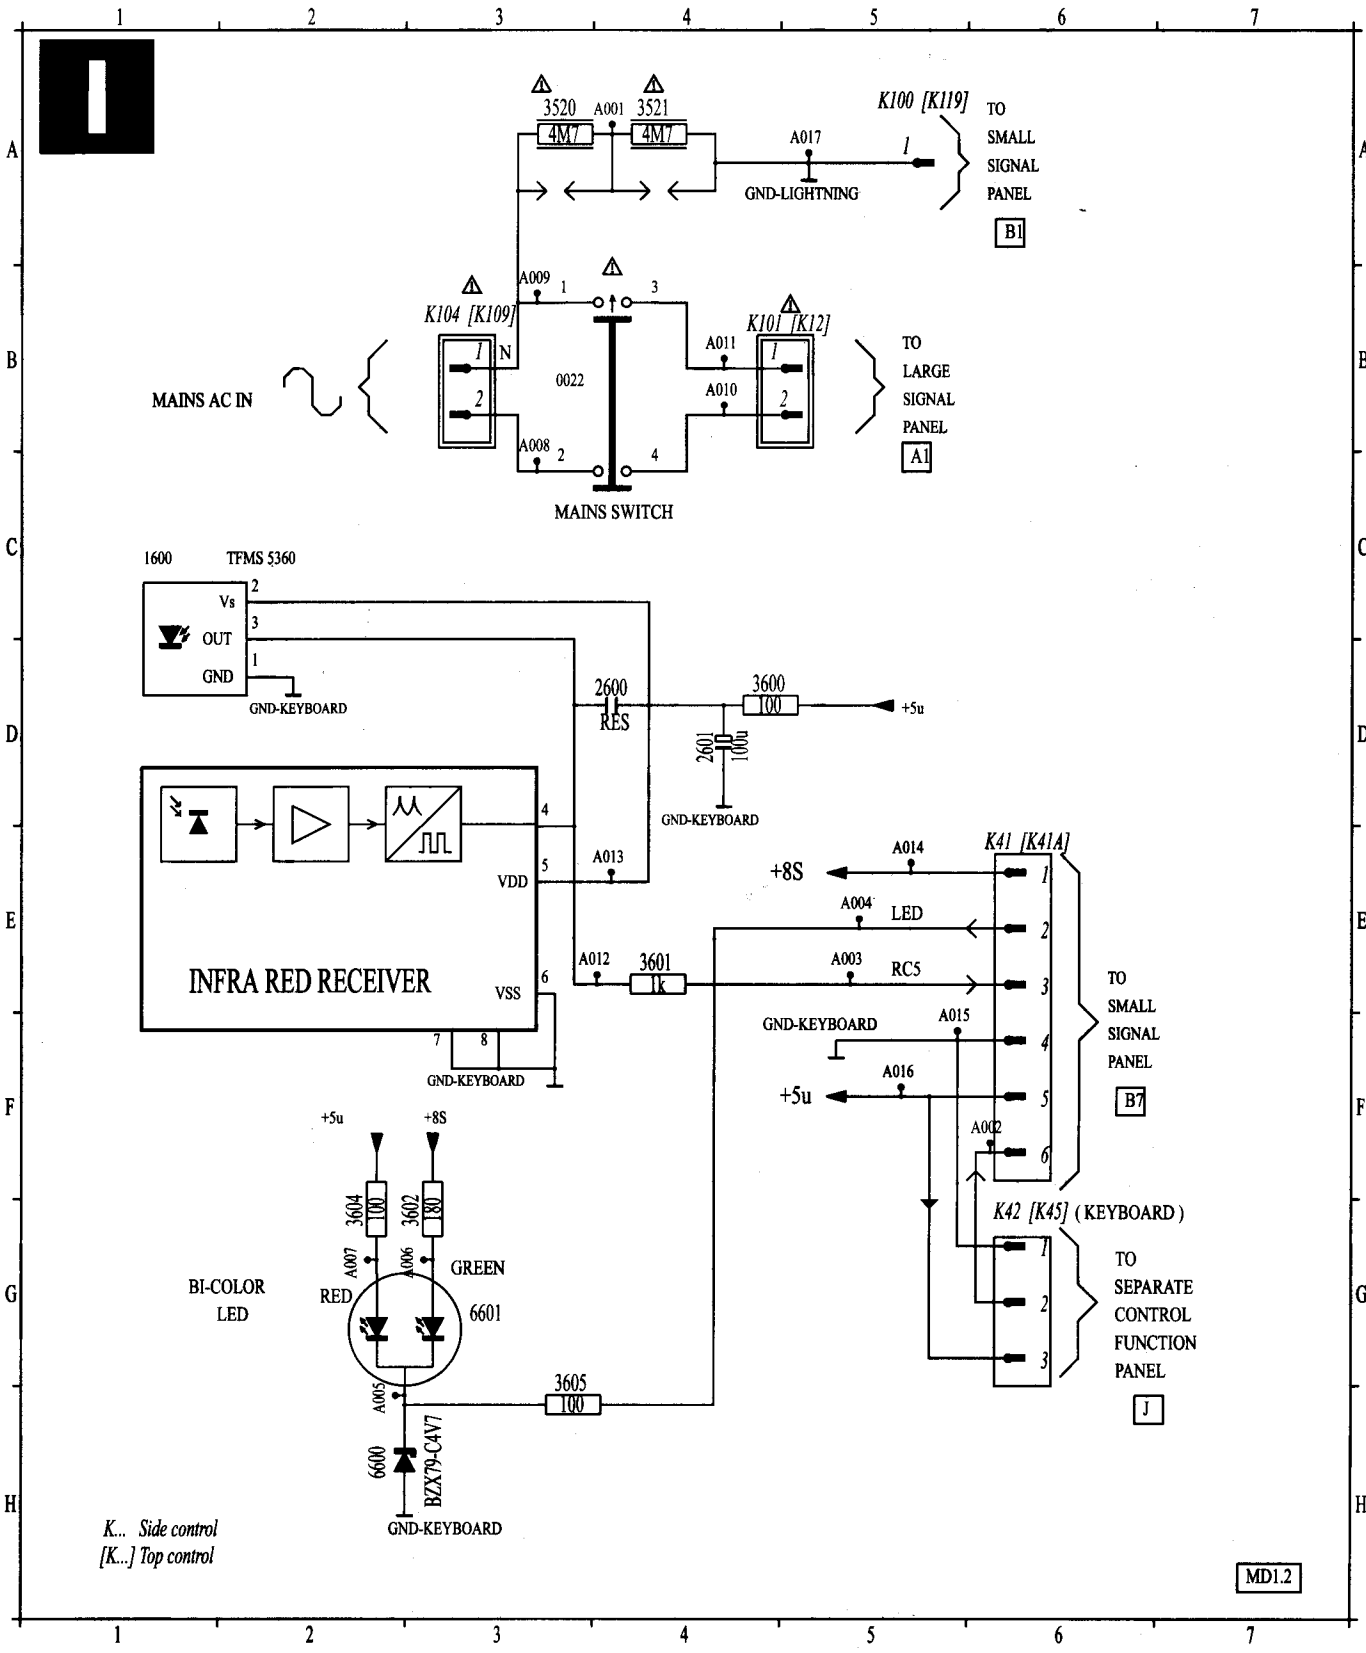 1 2 3 4 5 6 7
I
A
3520 A001 3521
4M7 4M7
K100 [K119]
A017
1
GND-LIGHTNING
TO
SMALL
SIGNAL
PANEL
B1
A
B
MAINS AC IN
K104 [K109]
1 N
2
A009
1
3
A008
2
4
0022
MAINS SWITCH
A011
A010
K101 [K12]
1
2
TO
LARGE
SIGNAL
PANEL
A1
B
C
1600 TFMS 5360
Vs 2
OUT 3
GND 1
GND-KEYBOARD
C
D
2600
RES
3600
100
+5u
2601
100u
GND-KEYBOARD
D
E
INFRA RED RECEIVER
4
5
VDD
6
VSS
7 8
GND-KEYBOARD
A013
A012
3601
1k
K41 [K41A]
+8S
A014
1
A004
LED
2
A003
RC5
3
GND-KEYBOARD
A015
4
+5u
A016
5
A002
6
TO
SMALL
SIGNAL
PANEL
B7
E
F
+5u +8S
3604
100
3602
180
A007
A006
F
G
BI-COLOR
LED
RED
GREEN
6601
K42 [K45] ( KEYBOARD )
1
2
3
TO
SEPARATE
CONTROL
FUNCTION
PANEL
J
G
A005
3605
100
H
6600
BZX79-C4V7
GND-KEYBOARD
H
K... Side control
[K...] Top control
MD1.2
1 2 3 4 5 6 7